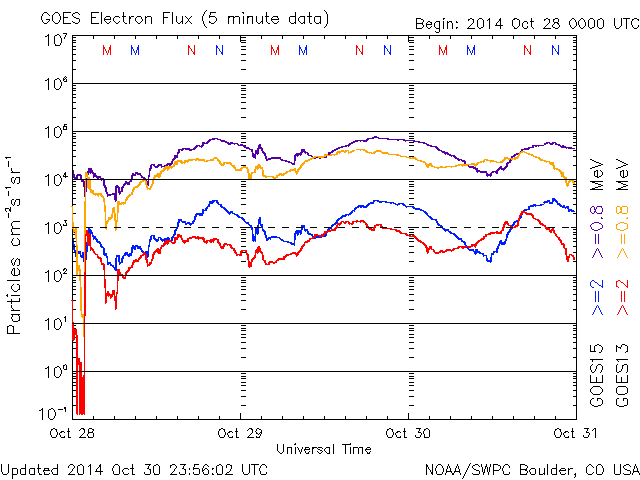 GOES Electron Flux (5 minute data)
Begin: 2014 Oct 28 0000 UTC
10⁷
M M N N M M N N M M N N
10⁶
10⁵
10⁴
10³
10²
10¹
10⁰
10⁻¹
Particles cm⁻²s⁻¹sr⁻¹
GOES15 >=2 >=0.8 MeV
GOES13 >=2 >=0.8 MeV
Oct 28 Oct 29 Oct 30 Oct 31
Universal Time
Updated 2014 Oct 30 23:56:02 UTC
NOAA/SWPC Boulder, CO USA